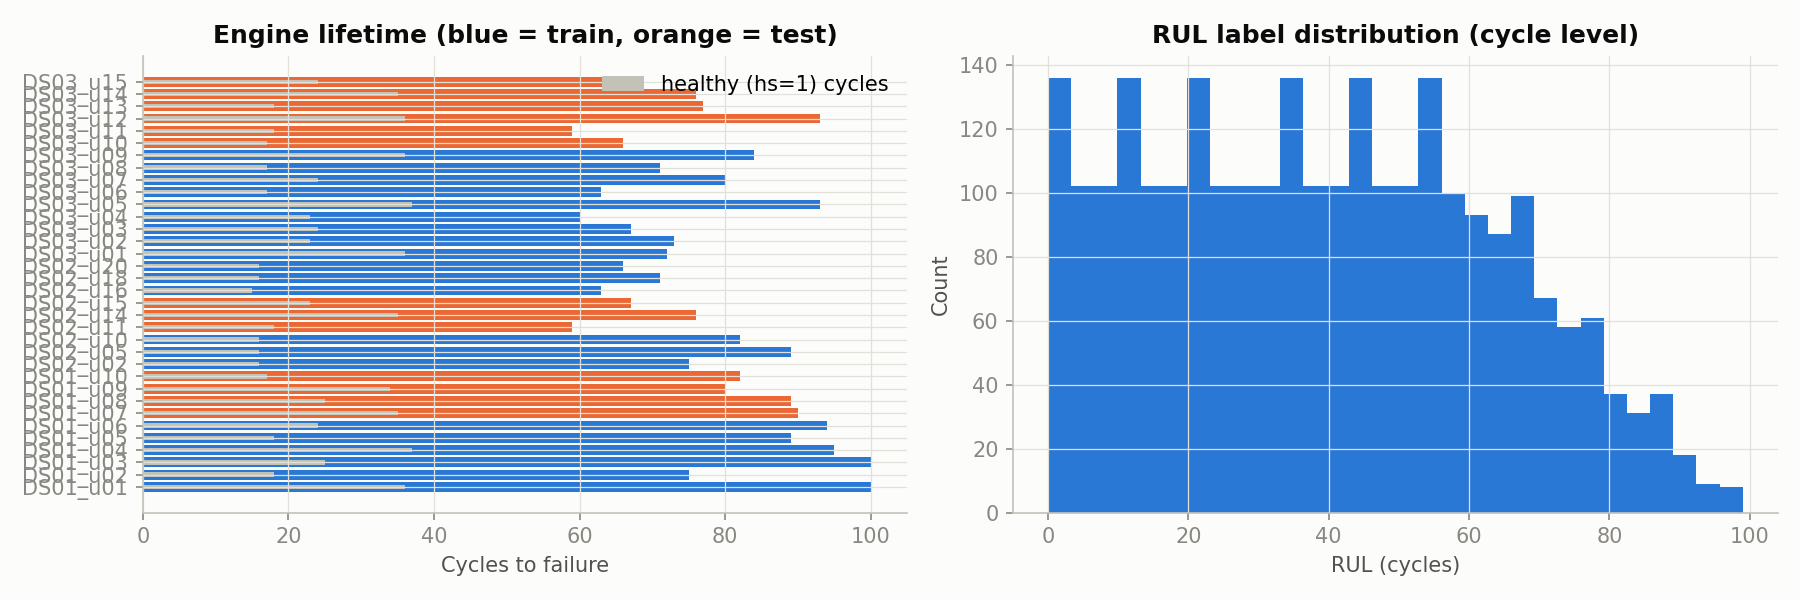 Engine lifetime (blue = train, orange = test)
healthy (hs=1) cycles
DS03_u15
DS03_u14
DS03_u13
DS03_u12
DS03_u11
DS03_u10
DS03_u09
DS03_u08
DS03_u07
DS03_u06
DS03_u05
DS03_u04
DS03_u03
DS03_u02
DS03_u01
DS02_u20
DS02_u18
DS02_u16
DS02_u15
DS02_u14
DS02_u11
DS02_u10
DS02_u05
DS02_u02
DS01_u10
DS01_u09
DS01_u08
DS01_u07
DS01_u06
DS01_u05
DS01_u04
DS01_u03
DS01_u02
DS01_u01
0 20 40 60 80 100
Cycles to failure
RUL label distribution (cycle level)
Count
140
120
100
80
60
40
20
0
0 20 40 60 80 100
RUL (cycles)